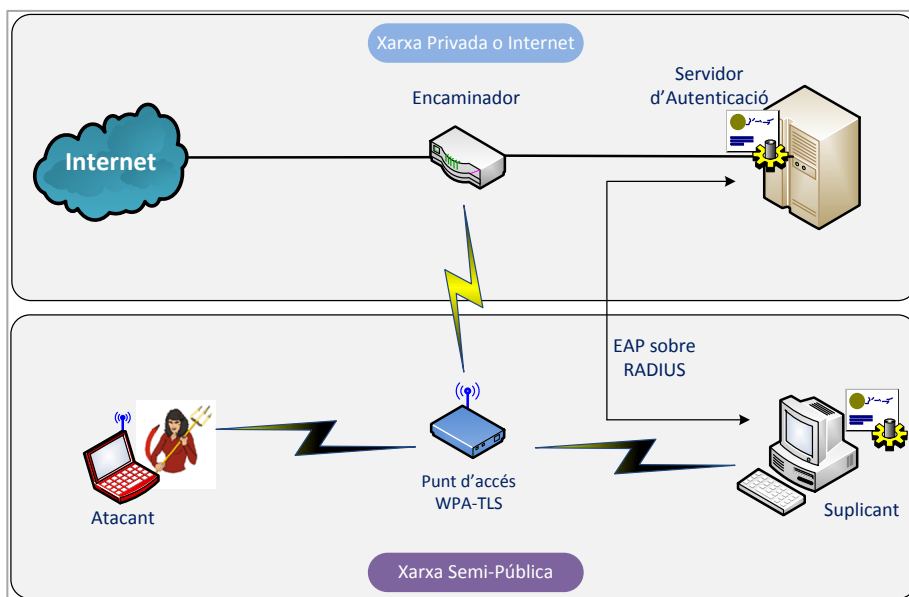 Xarxa Privada o Internet
Servidor
d’Autenticació
Encaminador
Internet
EAP sobre
RADIUS
Punt d’accés
WPA-TLS
Atacant
Suplicant
Xarxa Semi-Pública